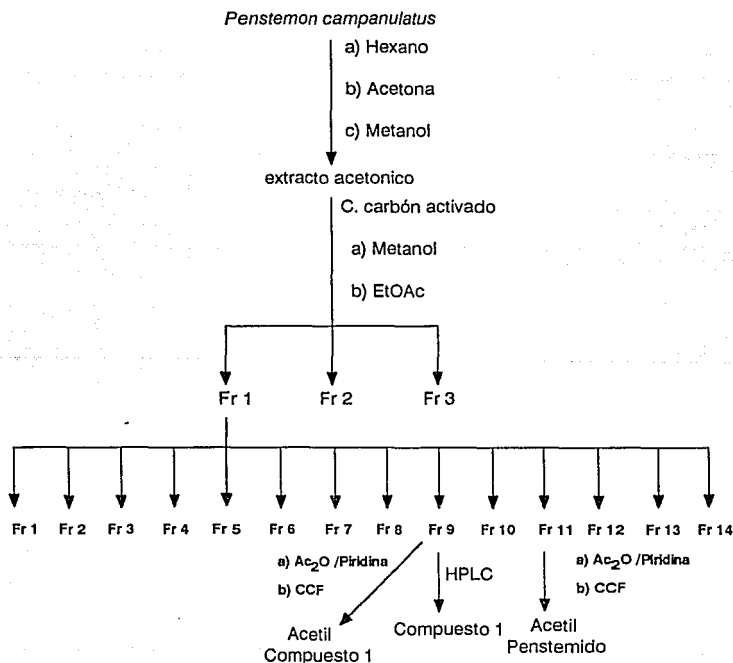 Penstemon campanulatus
a) Hexano
b) Acetona
c) Metanol
extracto acetonico
C. carbón activado
a) Metanol
b) EtOAc
Fr 1 Fr 2 Fr 3
Fr 1 Fr 2 Fr 3 Fr 4 Fr 5 Fr 6 Fr 7 Fr 8 Fr 9 Fr 10 Fr 11 Fr 12 Fr 13 Fr 14
a) Ac2O /Piridina
b) CCF
HPLC
a) Ac2O /Piridina
b) CCF
Acetil
Compuesto 1
Compuesto 1
Acetil
Penstemido